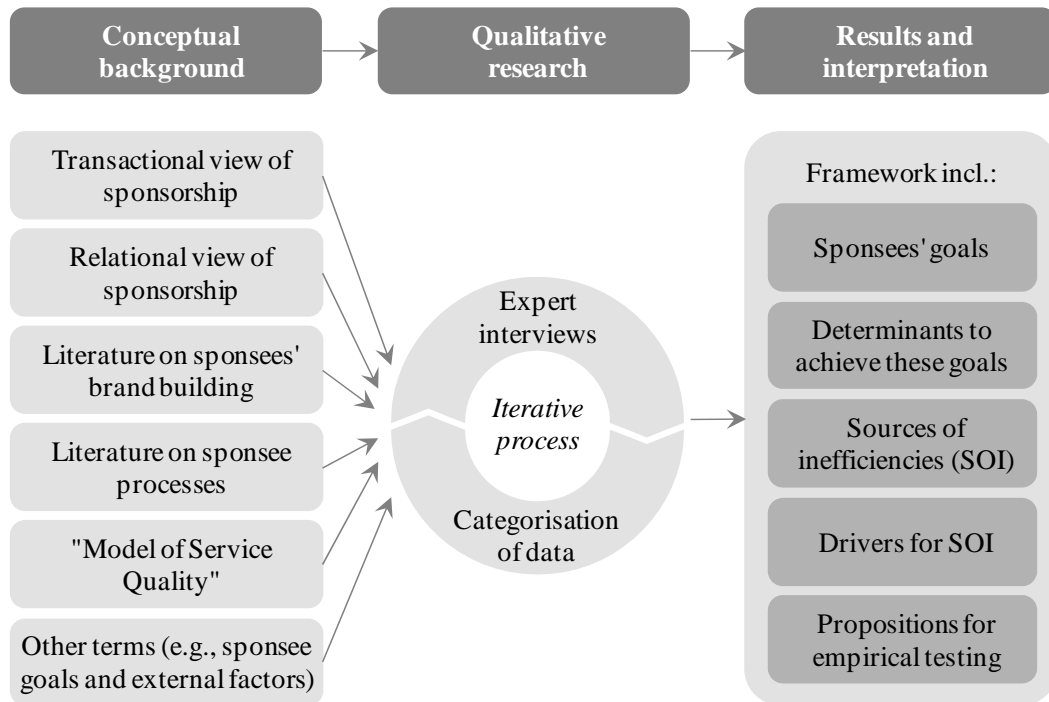 Conceptual
background
Qualitative
research
Results and
interpretation
Transactional view of
sponsorship
Relational view of
sponsorship
Literature on sponsees'
brand building
Literature on sponsee
processes
"Model of Service
Quality"
Other terms (e.g., sponsee
goals and external factors)
Expert
interviews
Iterative
process
Categorisation
of data
Framework incl.:
Sponsees' goals
Determinants to
achieve these goals
Sources of
inefficiencies (SOI)
Drivers for SOI
Propositions for
empirical testing